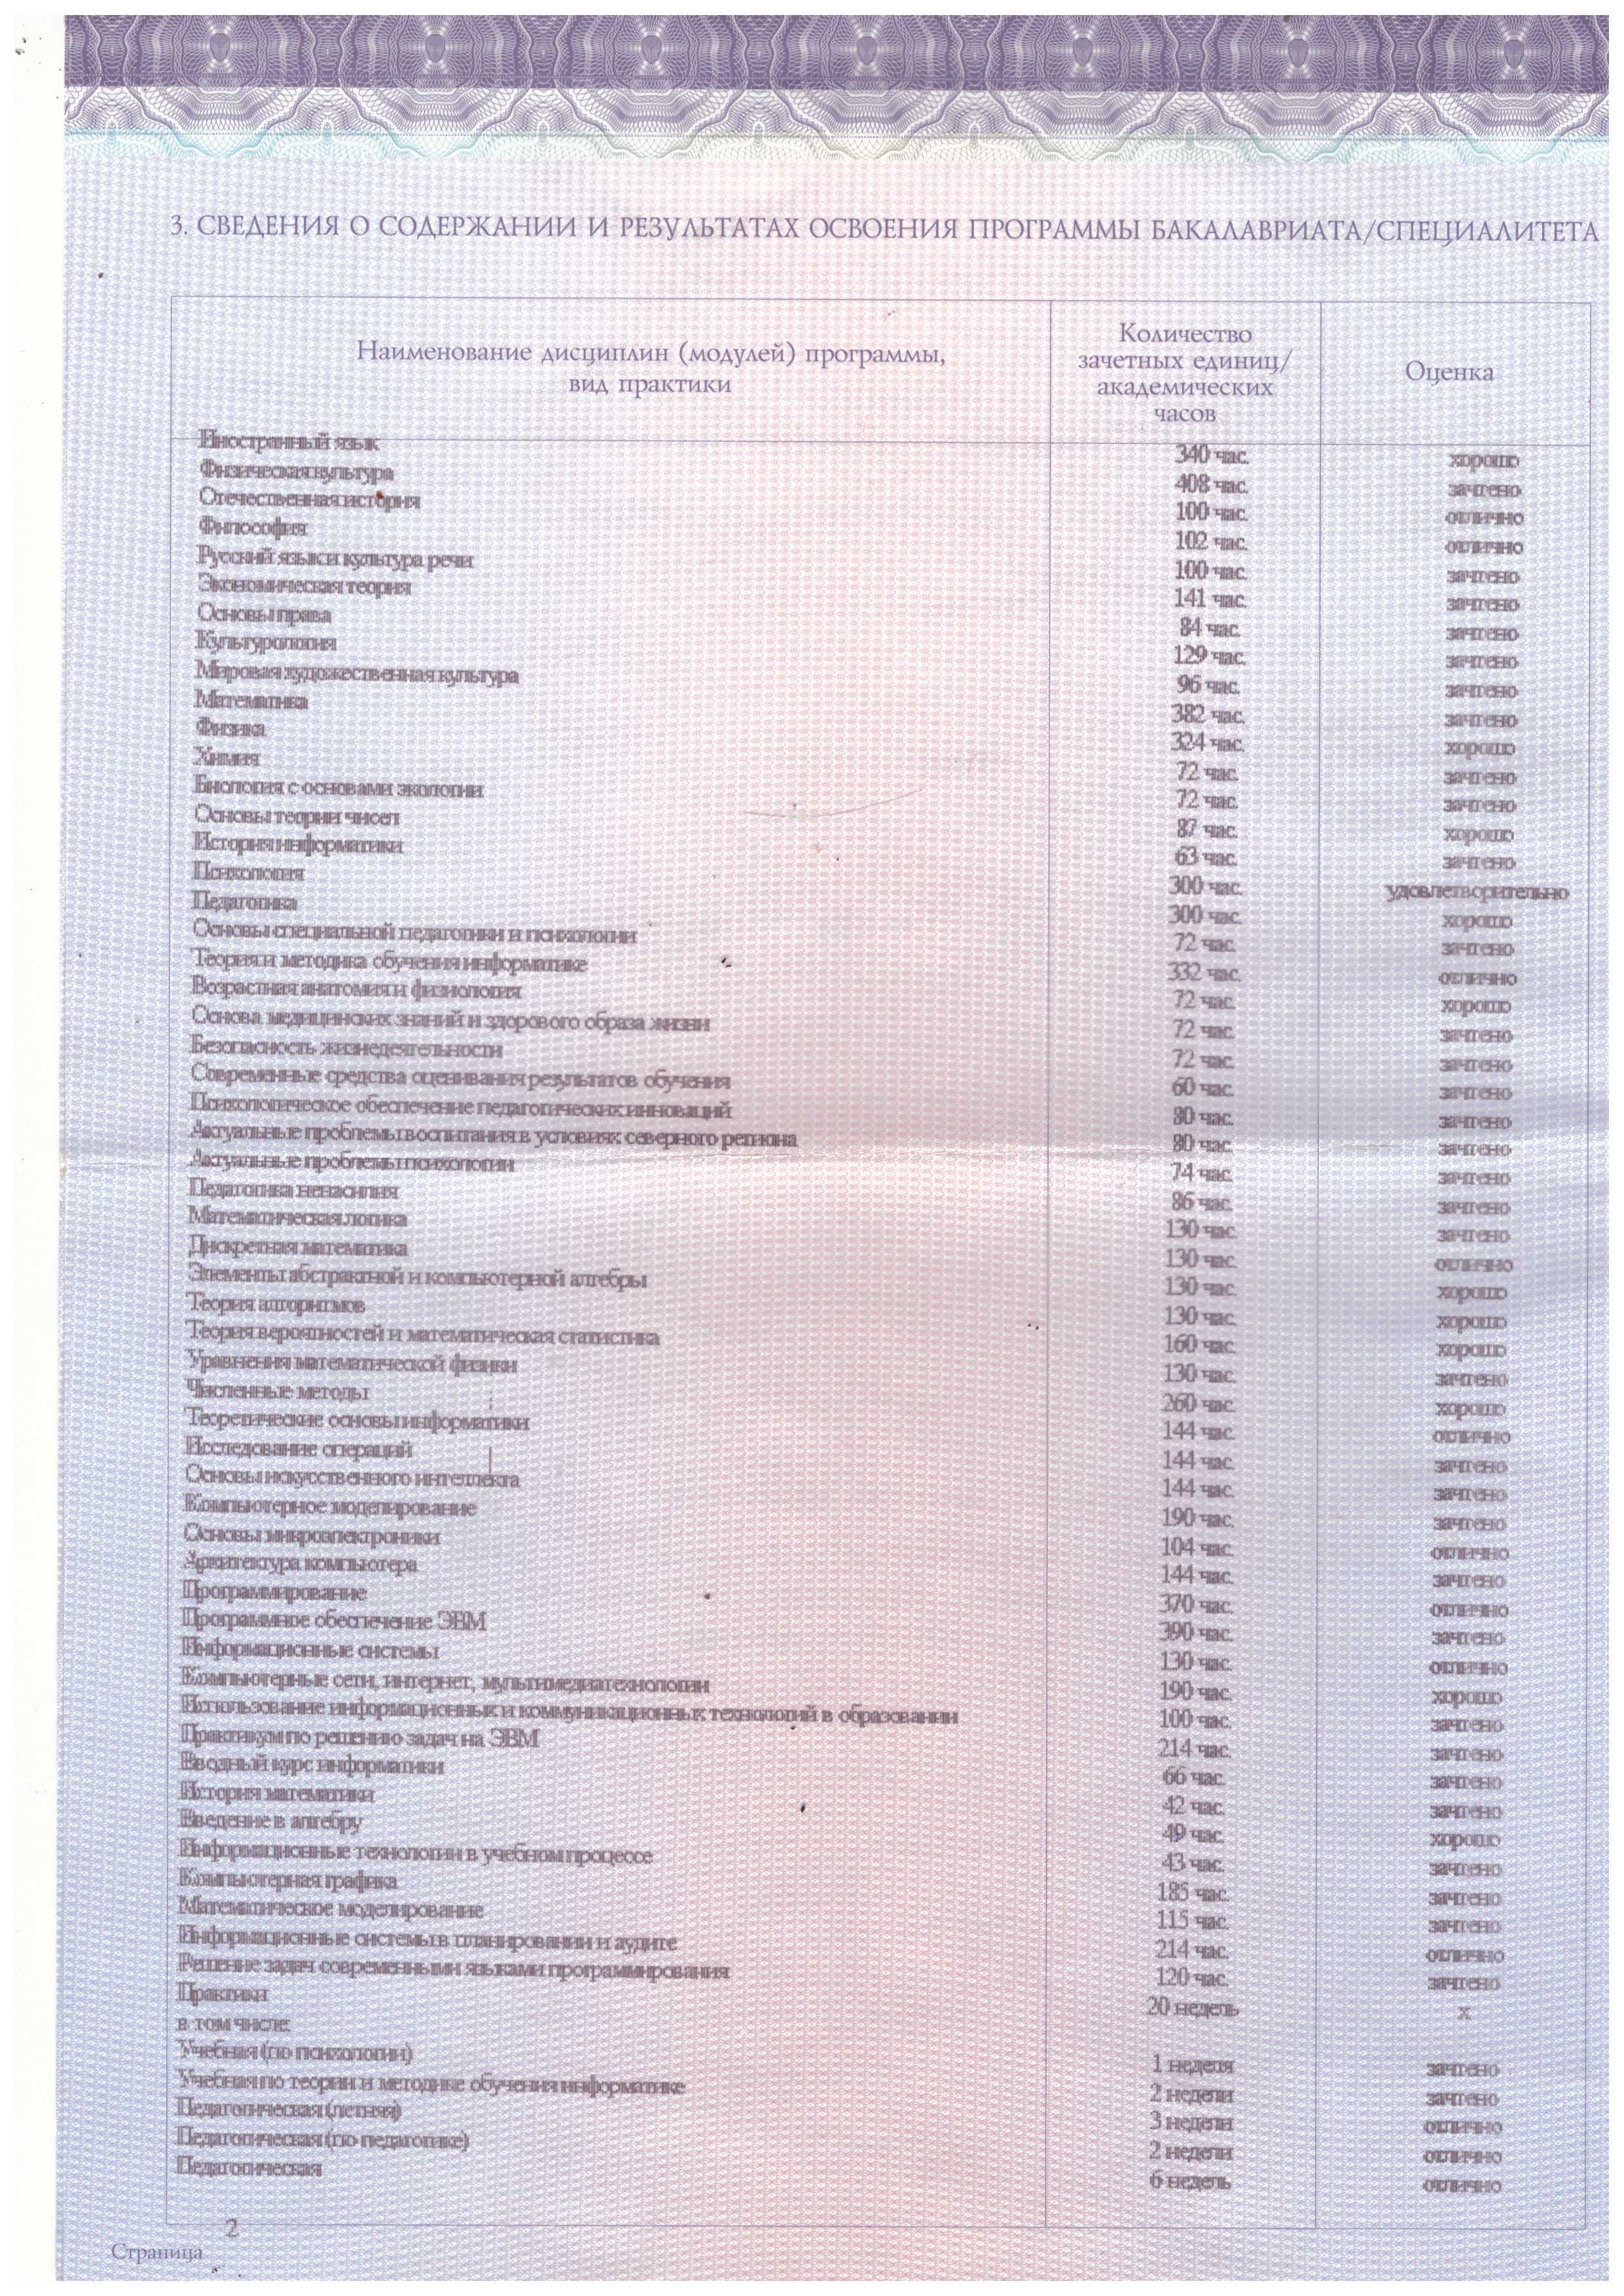 3. СВЕДЕНИЯ О СОДЕРЖАНИИ И РЕЗУЛЬТАТАХ ОСВОЕНИЯ ПРОГРАММЫ БАКАЛАВРИАТА/СПЕЦИАЛИТЕТА
Наименование дисциплин (модулей) программы, вид практики Количество зачетных единиц/ академических часов Оценка
Иностранный язык 340 час. хорошо
Физическая культура 408 час. зачтено
Отечественная история 100 час. отлично
Философия 102 час. отлично
Русский язык и культура речи 100 час. зачтено
Экономическая теория 141 час. зачтено
Основы права 84 час. зачтено
Культурология 129 час. зачтено
Мировая художественная культура 96 час. зачтено
Математика 382 час. зачтено
Физика 324 час. хорошо
Химия 72 час. зачтено
Биология с основами экологии 72 час. зачтено
Основы теории чисел 87 час. хорошо
История информатики 63 час. зачтено
Психология 300 час. удовлетворительно
Педагогика 300 час. хорошо
Основы специальной педагогики и психологии 72 час. зачтено
Теория и методика обучения информатике 332 час. отлично
Возрастная анатомия и физиология 72 час. хорошо
Основа медицинских знаний и здорового образа жизни 72 час. зачтено
Безопасность жизнедеятельности 72 час. зачтено
Современные средства оценивания результатов обучения 60 час. зачтено
Психологическое обеспечение педагогических инноваций 80 час. зачтено
Актуальные проблемы воспитания в условиях северного региона 80 час. зачтено
Актуальные проблемы психологии 74 час. зачтено
Педагогика ненасилия 86 час. зачтено
Математическая логика 130 час. зачтено
Дискретная математика 130 час. отлично
Элементы абстрактной и компьютерной алгебры 130 час. хорошо
Теория алгоритмов 130 час. хорошо
Теория вероятностей и математическая статистика 160 час. хорошо
Уравнения математической физики 130 час. зачтено
Численные методы 260 час. хорошо
Теоретические основы информатики 144 час. отлично
Исследование операций 144 час. зачтено
Основы искусственного интеллекта 144 час. зачтено
Компьютерное моделирование 190 час. зачтено
Основы микроэлектроники 104 час. отлично
Архитектура компьютера 144 час. зачтено
Программирование 370 час. отлично
Программное обеспечение ЭВМ 390 час. зачтено
Информационные системы 130 час. отлично
Компьютерные сети, интернет, мультимедиатехнологии 190 час. хорошо
Использование информационных и коммуникационных технологий в образовании 100 час. зачтено
Практикум по решению задач на ЭВМ 214 час. зачтено
Вводный курс информатики 66 час. зачтено
История математики 42 час. зачтено
Введение в алгебру 49 час. хорошо
Информационные технологии в учебном процессе 43 час. зачтено
Компьютерная графика 185 час. зачтено
Математическое моделирование 115 час. зачтено
Информационные системы в планировании и аудите 214 час. отлично
Решение задач современными языками программирования 120 час. зачтено
Практики 20 недель х
в том числе:
Учебная (по психологии) 1 неделя зачтено
Учебная по теории и методике обучения информатике 2 недели зачтено
Педагогическая (летняя) 3 недели отлично
Педагогическая (по педагогике) 2 недели отлично
Педагогическая 6 недель отлично
Страница 2